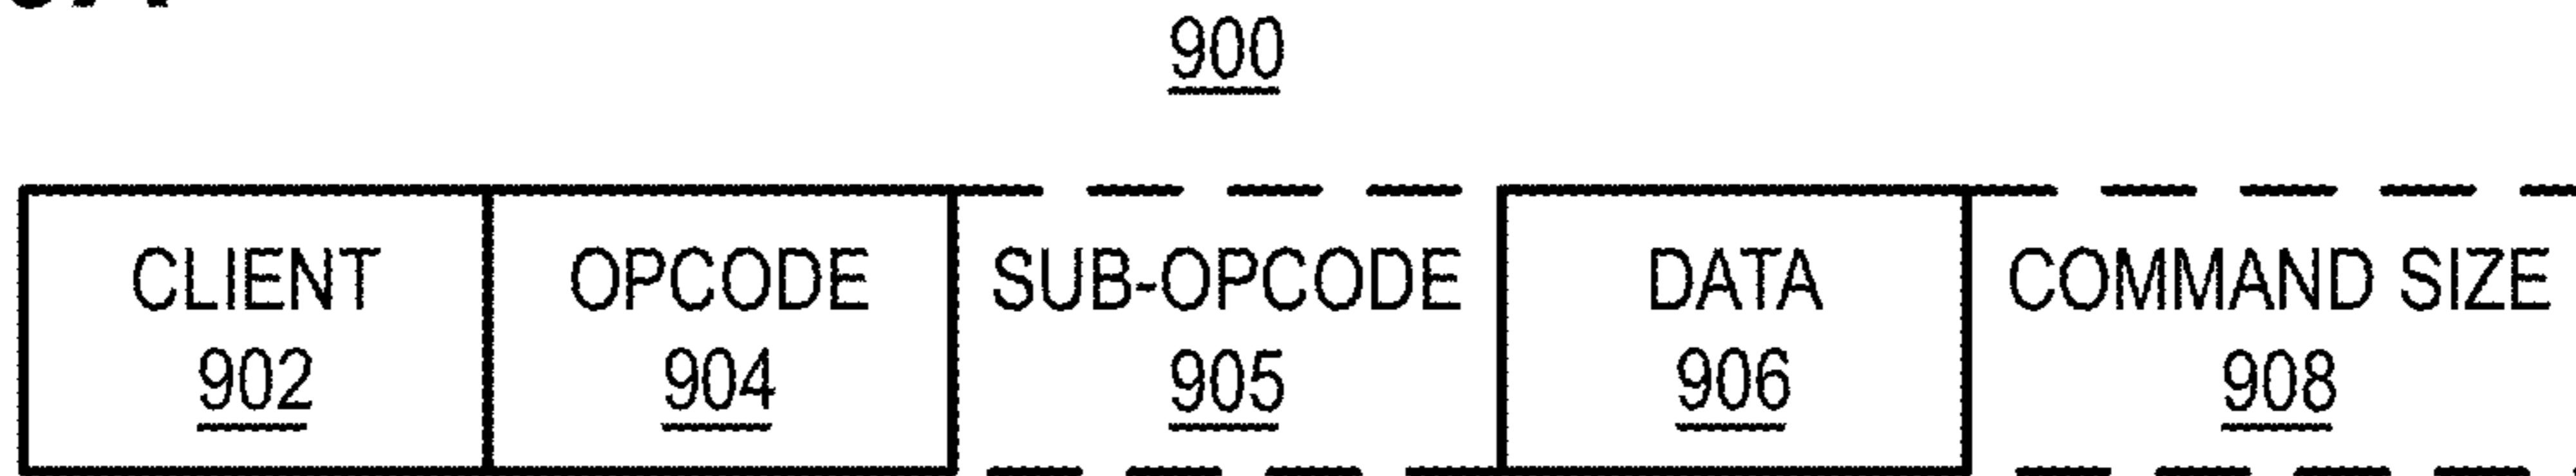 900
CLIENT OPCODE SUB-OPCODE DATA COMMAND SIZE
902 904 905 906 908